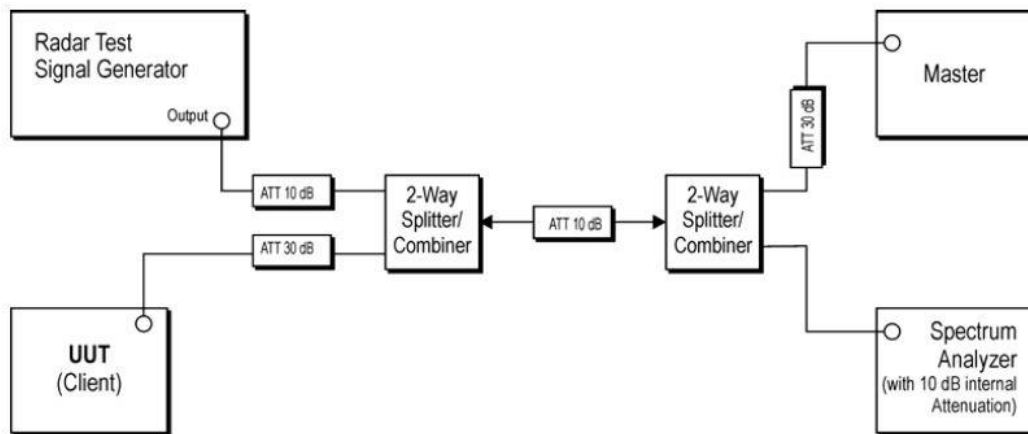 Radar Test
Signal Generator
Output
ATT 10 dB
ATT 30 dB
UUT
(Client)
2-Way
Splitter/
Combiner
ATT 10 dB
2-Way
Splitter/
Combiner
ATT 30 dB
Master
Spectrum
Analyzer
(with 10 dB internal
Attenuation)